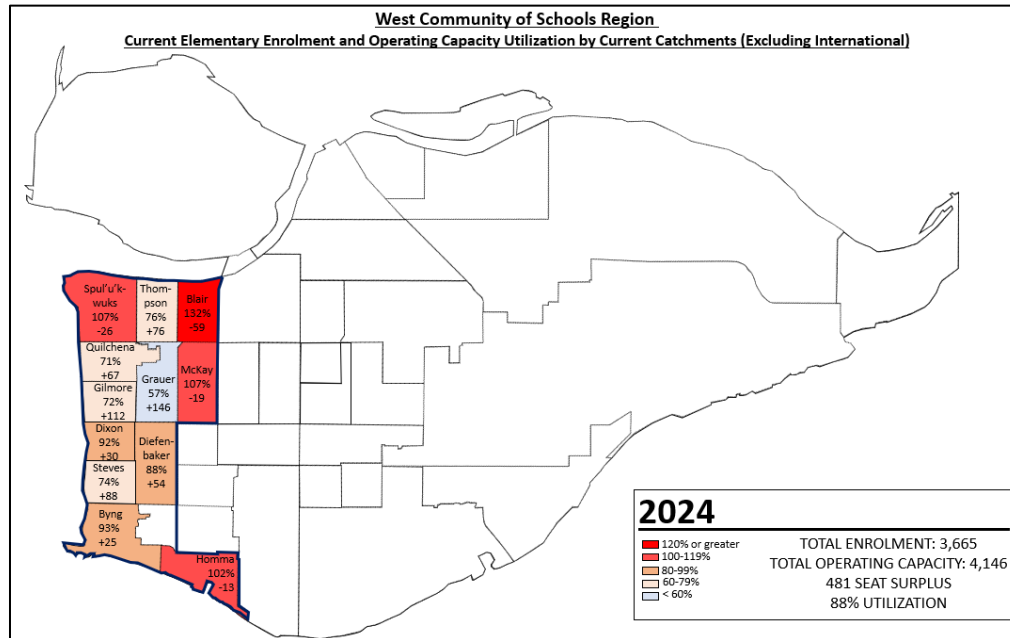 West Community of Schools Region
Current Elementary Enrolment and Operating Capacity Utilization by Current Catchments (Excluding International)
Spul'u'k-
wuks
107%
-26
Thom-
pson
76%
+76
Blair
132%
-59
Quilchena
71%
+67
Grauer
57%
+146
McKay
107%
-19
Gilmore
72%
+112
Dixon
92%
+30
Diefen-
baker
88%
+54
Steves
74%
+88
Byng
93%
+25
Homma
102%
-13
2024
120% or greater
100-119%
80-99%
60-79%
< 60%
TOTAL ENROLMENT: 3,665
TOTAL OPERATING CAPACITY: 4,146
481 SEAT SURPLUS
88% UTILIZATION